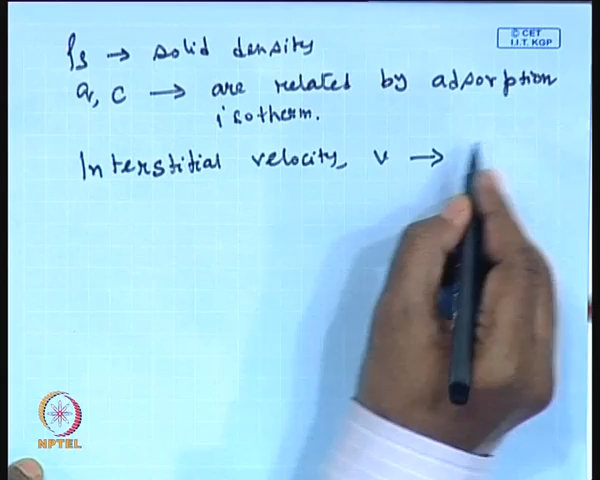 ρs → solid density
© CET
I.I.T. KGP
q, c → are related by adsorption
isotherm.
Interstitial velocity, v →
NPTEL